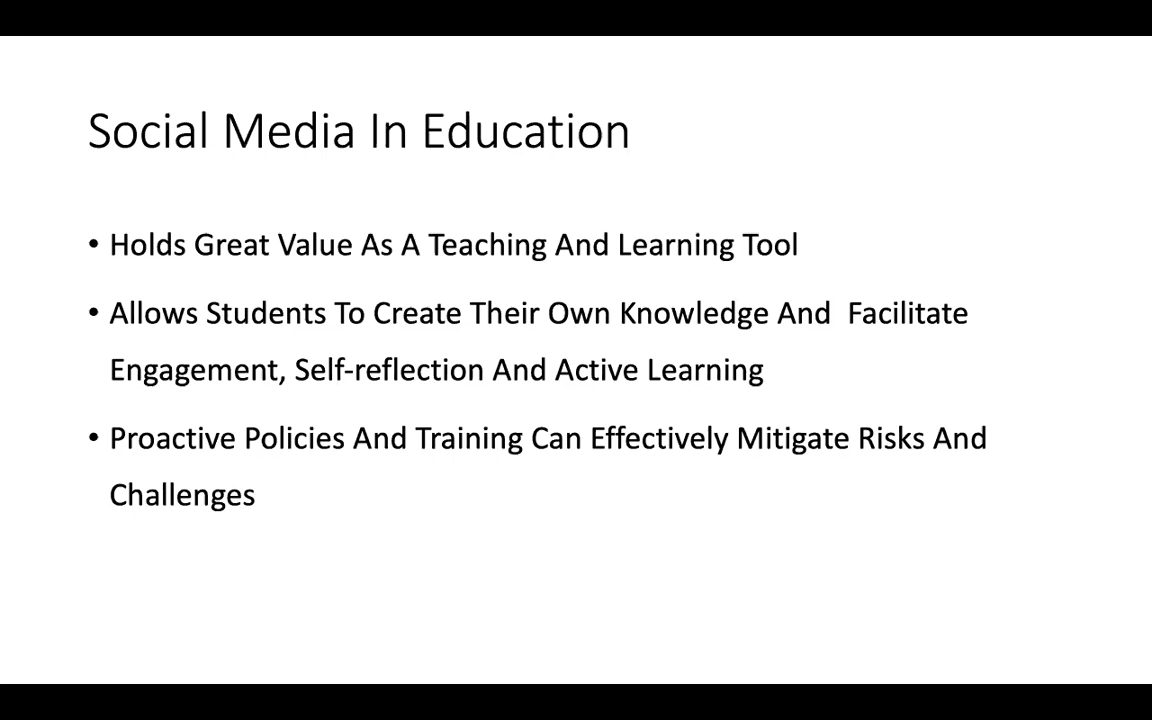 Social Media In Education
• Holds Great Value As A Teaching And Learning Tool
• Allows Students To Create Their Own Knowledge And  Facilitate
Engagement, Self-reflection And Active Learning
• Proactive Policies And Training Can Effectively Mitigate Risks And
Challenges